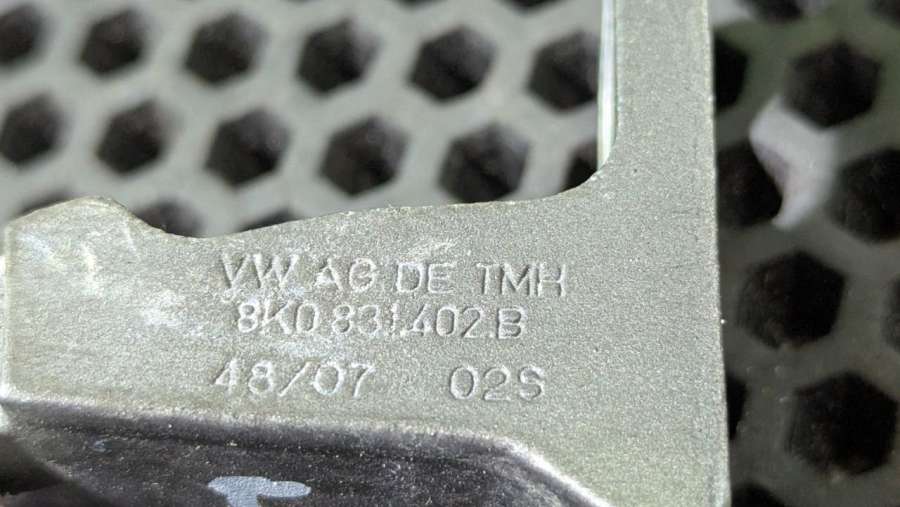 VW AG DE TMH
8K0 831.402.B
48/07 02S